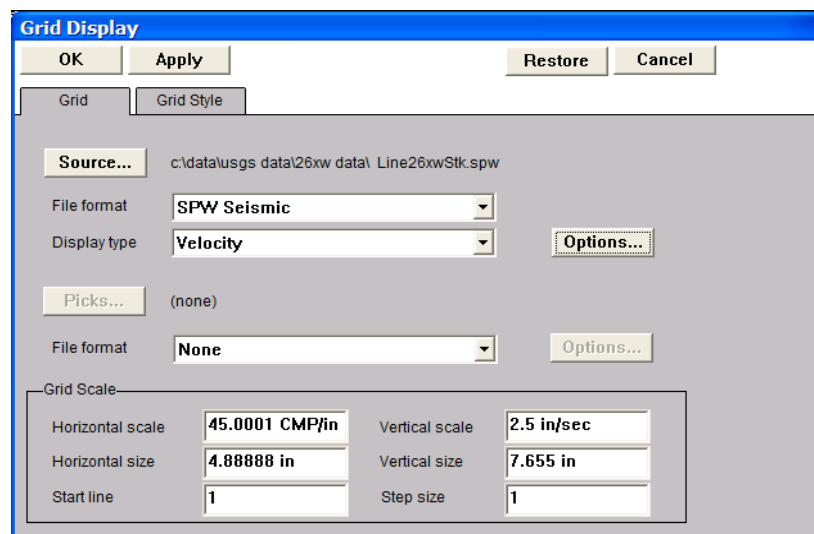 Grid Display
OK Apply Restore Cancel
Grid Grid Style
Source... c:\data\usgs data\26xw data\ Line26xwStk.spw
File format SPW Seismic
Display type Velocity Options...
Picks... (none)
File format None Options...
Grid Scale
Horizontal scale 45.0001 CMP/in Vertical scale 2.5 in/sec
Horizontal size 4.88888 in Vertical size 7.655 in
Start line 1 Step size 1